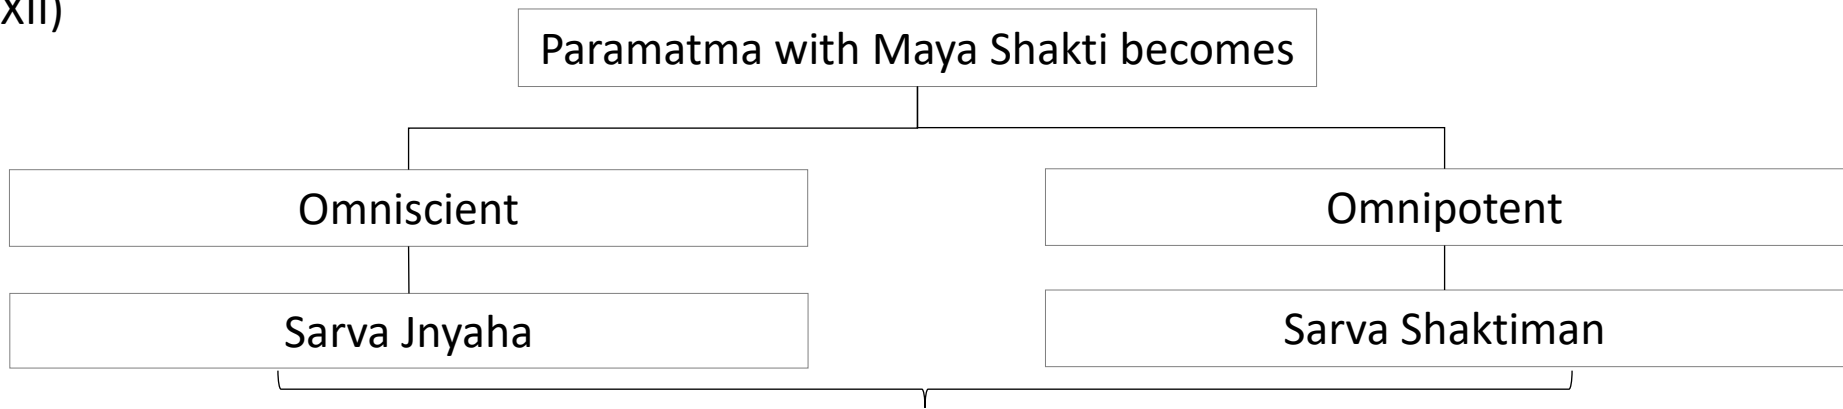 XII)
Paramatma with Maya Shakti becomes
Omniscient
Omnipotent
Sarva Jnyaha
Sarva Shaktiman